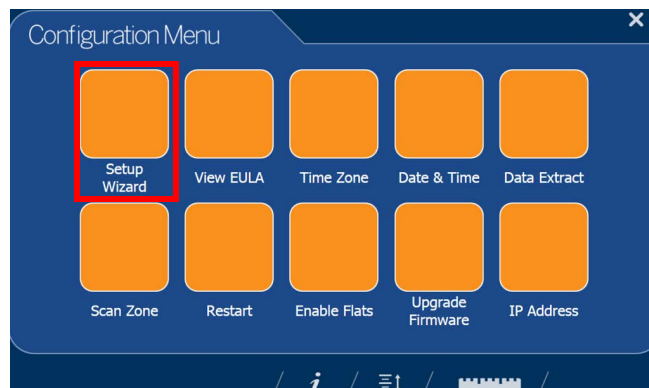 Configuration Menu
Setup
Wizard
View EULA
Time Zone
Date & Time
Data Extract
Scan Zone
Restart
Enable Flats
Upgrade
Firmware
IP Address
i